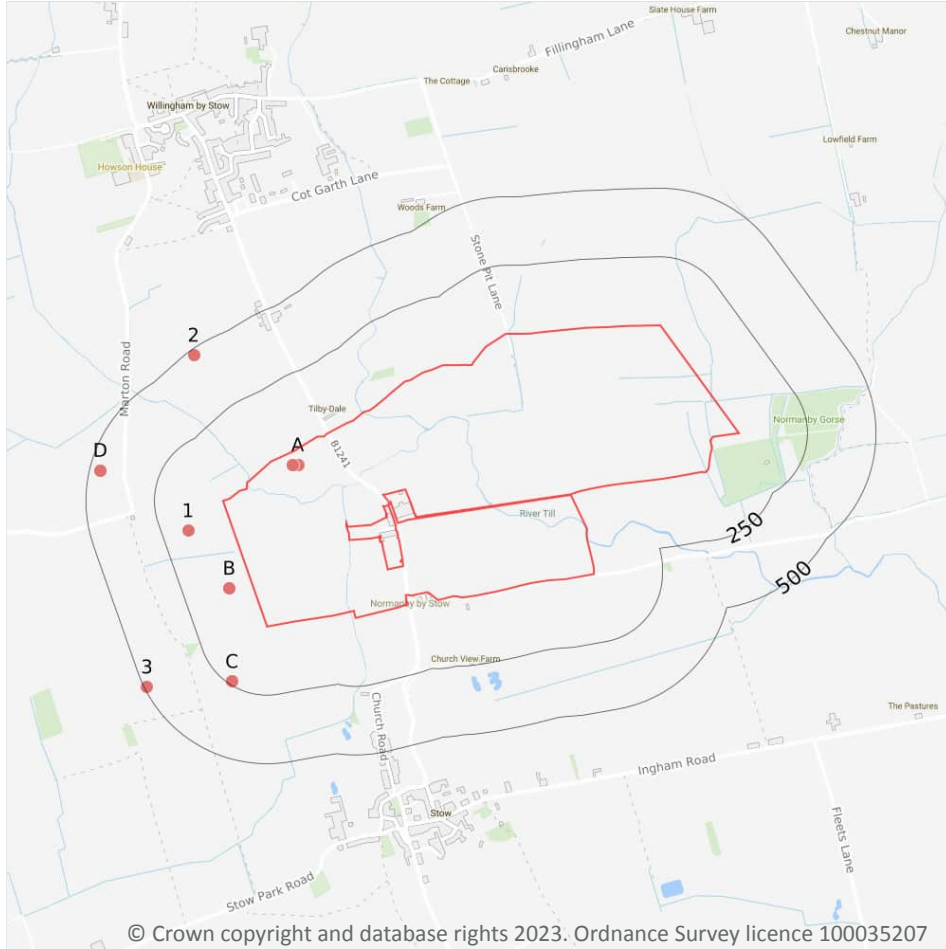 Slate House Farm
Chestnut Manor
Fillingham Lane
Carisbrooke
The Cottage
Willingham by Stow
Lowfield Farm
Howson House
Cot Garth Lane
Woods Farm
Stone Pit Lane
2
Marton Road
Tilby-Dale
Normanby Gorse
A
B1241
D
1
River Till
250
500
B
Normanby by Stow
Church View Farm
3
C
Church Road
The Pastures
Ingham Road
Stow
Fleets Lane
Stow Park Road
© Crown copyright and database rights 2023. Ordnance Survey licence 100035207